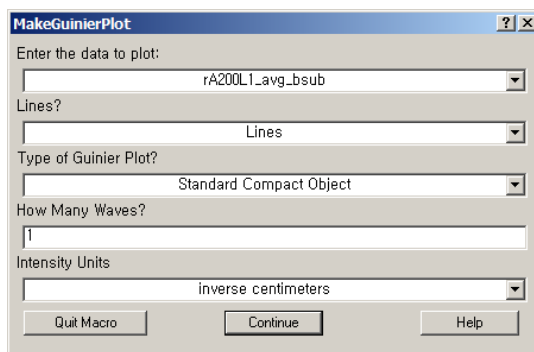 MakeGuinierPlot
Enter the data to plot:
rA200L1_avg_bsub
Lines?
Lines
Type of Guinier Plot?
Standard Compact Object
How Many Waves?
1
Intensity Units
inverse centimeters
Quit Macro Continue Help